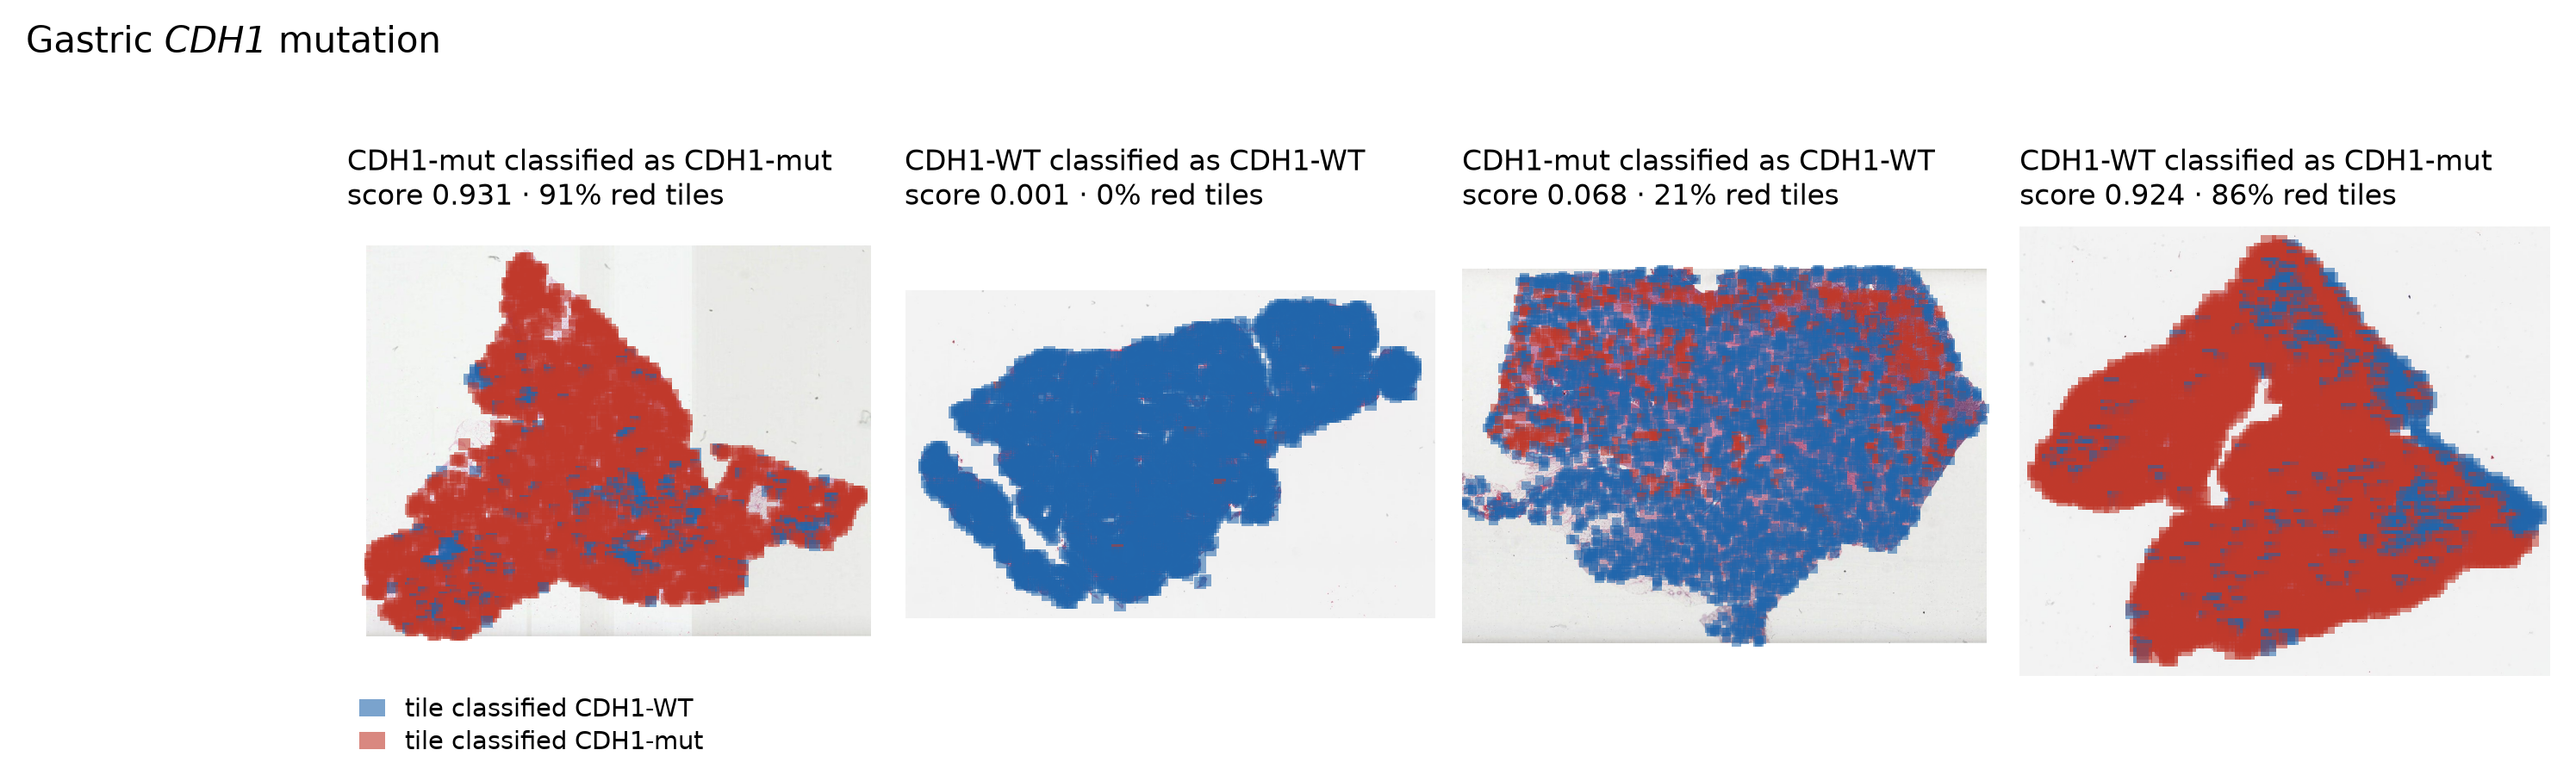 Gastric CDH1 mutation
CDH1-mut classified as CDH1-mut
score 0.931 · 91% red tiles
CDH1-WT classified as CDH1-WT
score 0.001 · 0% red tiles
CDH1-mut classified as CDH1-WT
score 0.068 · 21% red tiles
CDH1-WT classified as CDH1-mut
score 0.924 · 86% red tiles
tile classified CDH1-WT
tile classified CDH1-mut